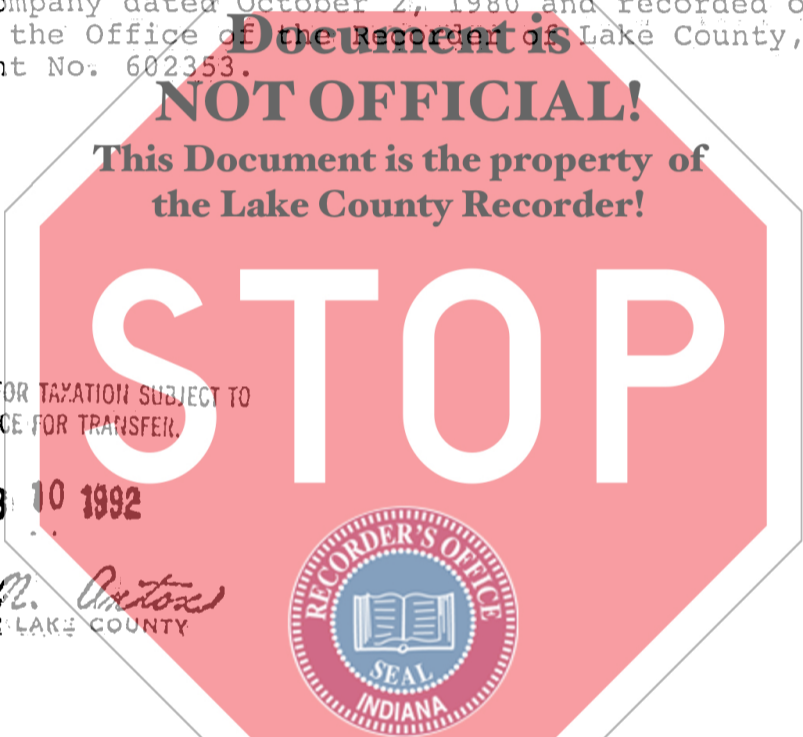 ompany dated October 2, 1980 and recorded o
the Office of the Recorder of Lake County,
nt No. 602353.
Document is
NOT OFFICIAL!
This Document is the property of
the Lake County Recorder!
STOP
OR TAXATION SUBJECT TO
CE FOR TRANSFER.
10 1992
LAKE COUNTY
RECORDER'S OFFICE
SEAL
INDIANA